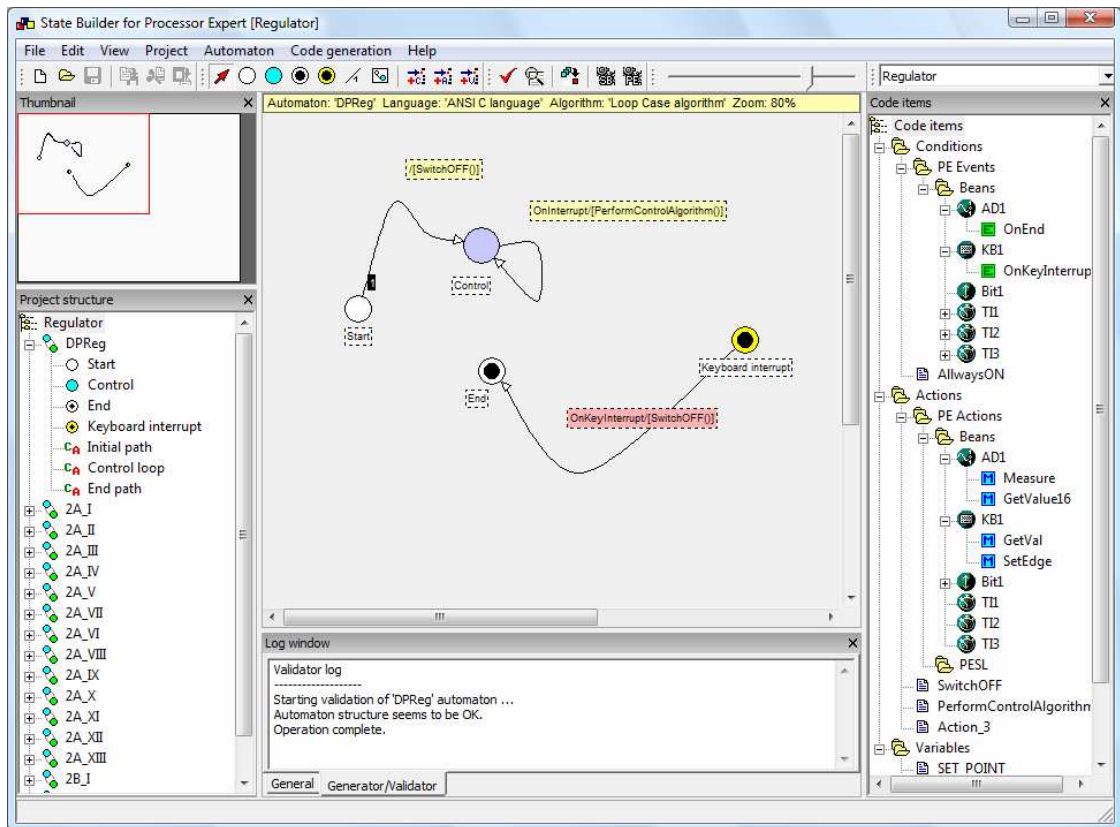 State Builder for Processor Expert [Regulator]
File Edit View Project Automaton Code generation Help
Regulator
Thumbnail
Automaton: 'DPReg' Language: 'ANSI C language' Algorithm: 'Loop Case algorithm' Zoom: 80%
/[SwitchOFF()]
OnInterrupt/[PerformControlAlgorithm()]
1
Control
Start
Keyboard interrupt
End
OnKeyInterrupt/[SwitchOFF()]
Project structure
Regulator
DPReg
Start
Control
End
Keyboard interrupt
CA Initial path
CA Control loop
CA End path
2A_I
2A_II
2A_III
2A_IV
2A_V
2A_VII
2A_VI
2A_VIII
2A_IX
2A_X
2A_XI
2A_XII
2A_XIII
2B_I
Log window
Validator log
--------------------
Starting validation of 'DPReg' automaton ...
Automaton structure seems to be OK.
Operation complete.
General Generator/Validator
Code items
Code items
Conditions
PE Events
Beans
AD1
E OnEnd
KB1
E OnKeyInterrup
Bit1
TI1
TI2
TI3
AllwaysON
Actions
PE Actions
Beans
AD1
M Measure
M GetValue16
KB1
M GetVal
M SetEdge
Bit1
TI1
TI2
TI3
PESL
SwitchOFF
PerformControlAlgorithm
Action_3
Variables
SET_POINT